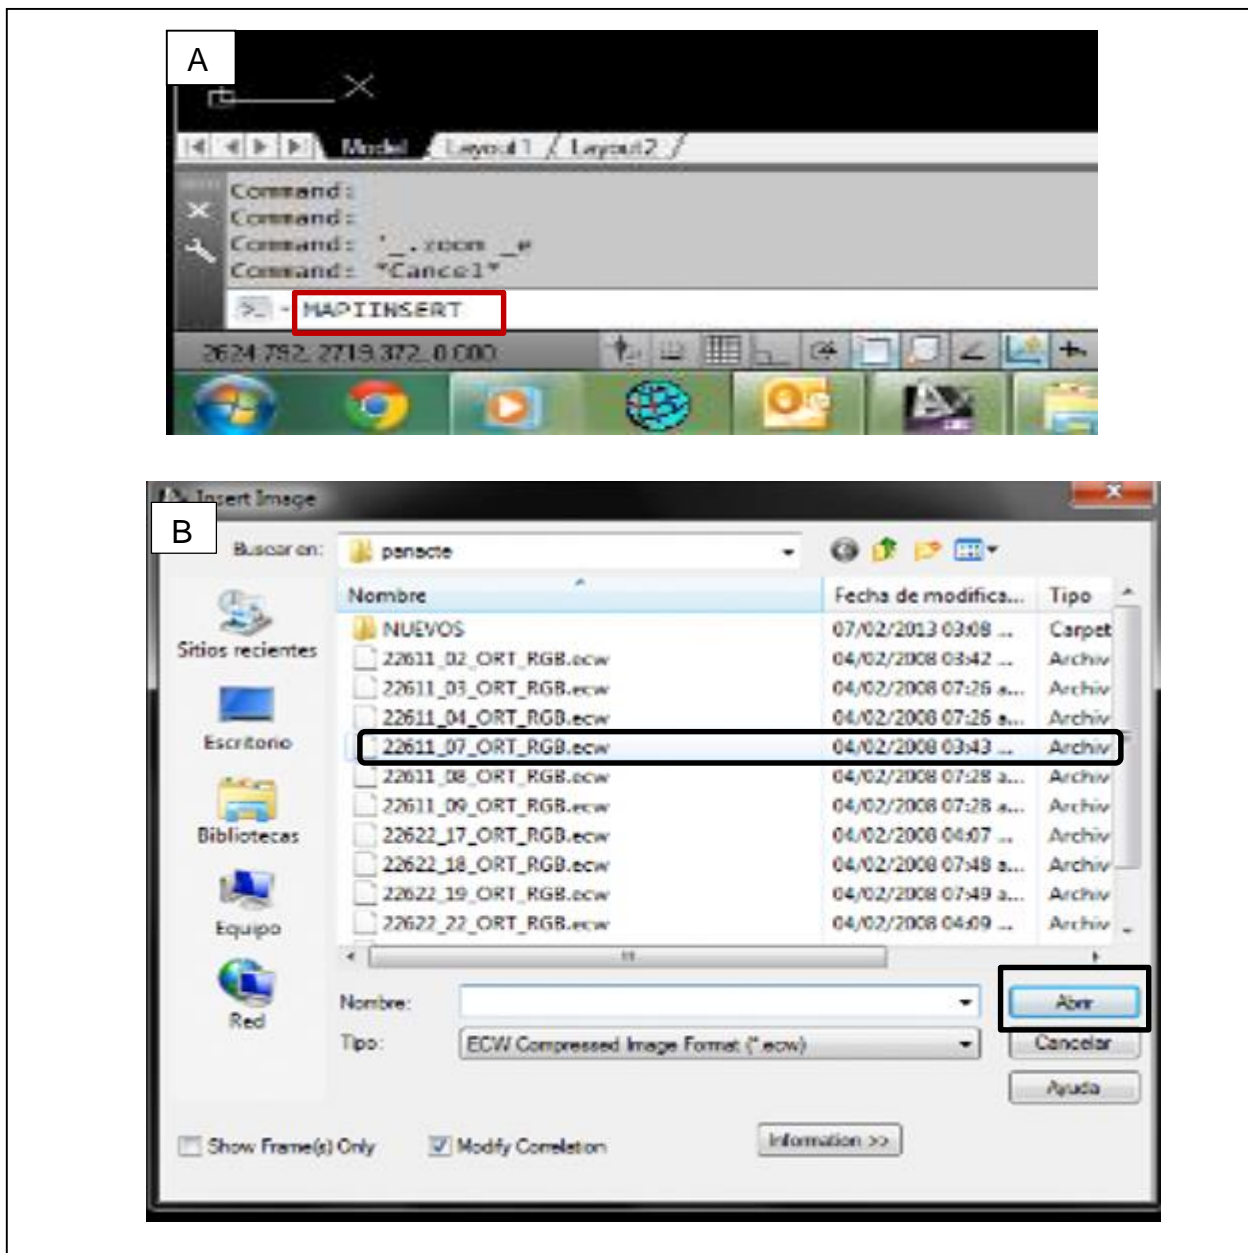 A
Model / Layout1 / Layout2 /
Command:
Command:
Command: '_.zoom _e
Command: *Cancel*
MAPIINSERT
2624.792, 2719.372, 0.000
Insert Image
B
Buscar en: panacte
Nombre Fecha de modifica... Tipo
NUEVOS 07/02/2013 03:08 ... Carpet
22611_02_ORT_RGB.ecw 04/02/2008 03:42 ... Archiv
22611_03_ORT_RGB.ecw 04/02/2008 07:26 a... Archiv
22611_04_ORT_RGB.ecw 04/02/2008 07:26 a... Archiv
22611_07_ORT_RGB.ecw 04/02/2008 03:43 ... Archiv
22611_08_ORT_RGB.ecw 04/02/2008 07:28 a... Archiv
22611_09_ORT_RGB.ecw 04/02/2008 07:28 a... Archiv
22622_17_ORT_RGB.ecw 04/02/2008 04:07 ... Archiv
22622_18_ORT_RGB.ecw 04/02/2008 07:48 a... Archiv
22622_19_ORT_RGB.ecw 04/02/2008 07:49 a... Archiv
22622_22_ORT_RGB.ecw 04/02/2008 04:09 ... Archiv
Sitios recientes
Escritorio
Bibliotecas
Equipo
Red
Nombre: Abrir
Tipo: ECW Compressed Image Format (*.ecw) Cancelar
Ayuda
Show Frame(s) Only Modify Correlation Information >>